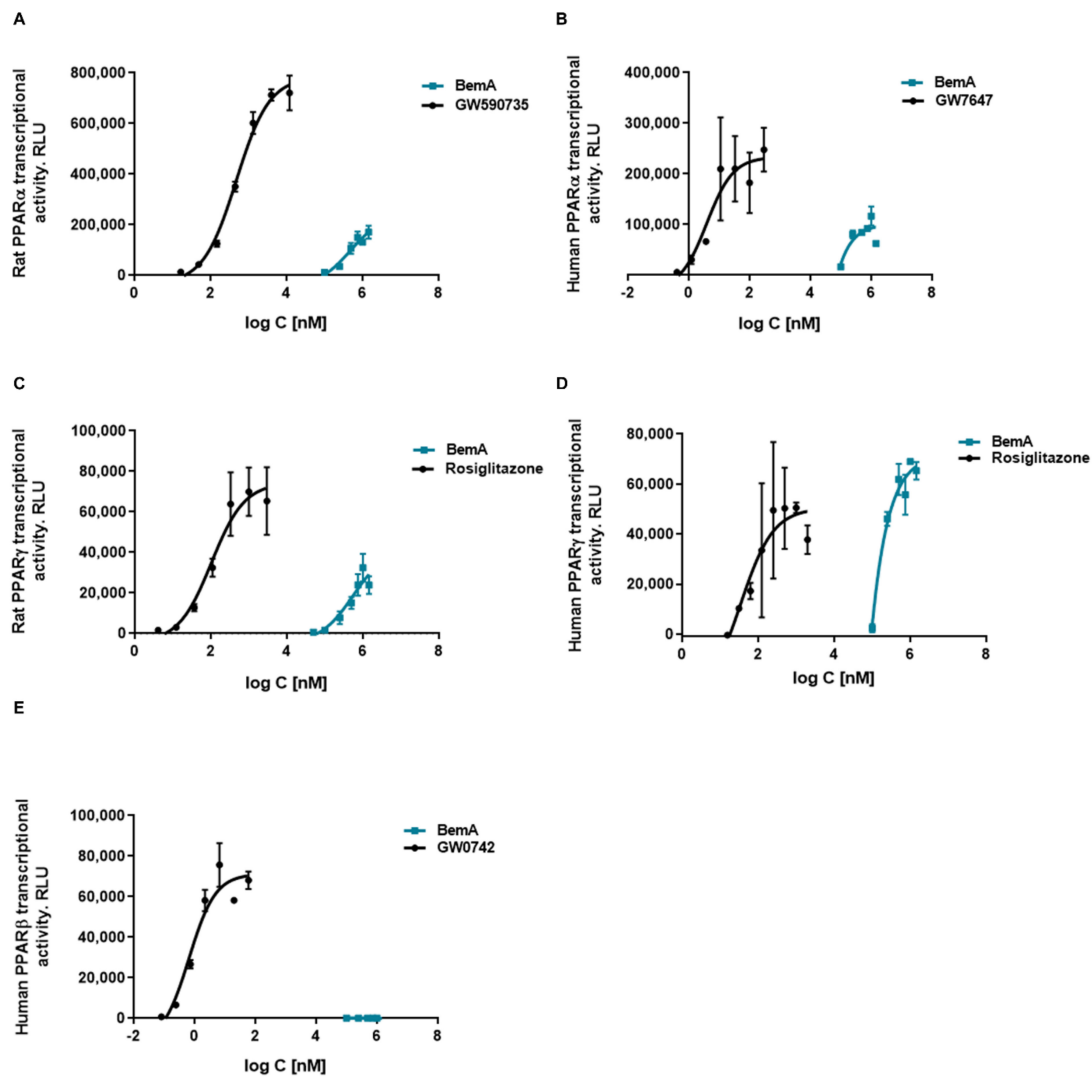 A
Rat PPARα transcriptional
activity. RLU
800,000
600,000
400,000
200,000
0
0 2 4 6 8
log C [nM]
BemA
GW590735
B
Human PPARα transcriptional
activity. RLU
400,000
300,000
200,000
100,000
0
-2 0 2 4 6 8
log C [nM]
BemA
GW7647
C
Rat PPARγ transcriptional
activity. RLU
100,000
80,000
60,000
40,000
20,000
0
0 2 4 6 8
log C [nM]
BemA
Rosiglitazone
D
Human PPARγ transcriptional
activity. RLU
80,000
60,000
40,000
20,000
0
0 2 4 6 8
log C [nM]
BemA
Rosiglitazone
E
Human PPARβ transcriptional
activity. RLU
100,000
80,000
60,000
40,000
20,000
0
-2 0 2 4 6 8
log C [nM]
BemA
GW0742